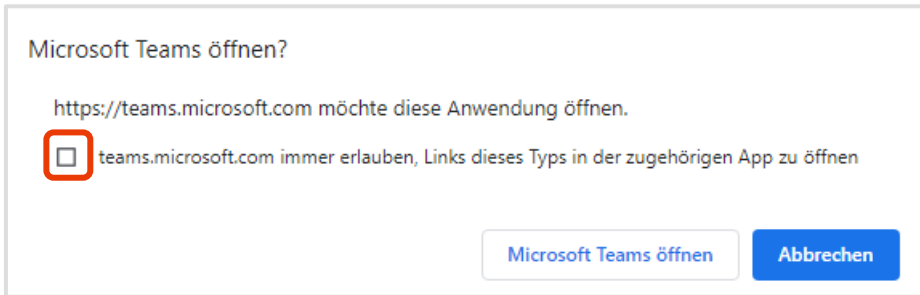 Microsoft Teams öffnen?
https://teams.microsoft.com möchte diese Anwendung öffnen.
teams.microsoft.com immer erlauben, Links dieses Typs in der zugehörigen App zu öffnen
Microsoft Teams öffnen Abbrechen